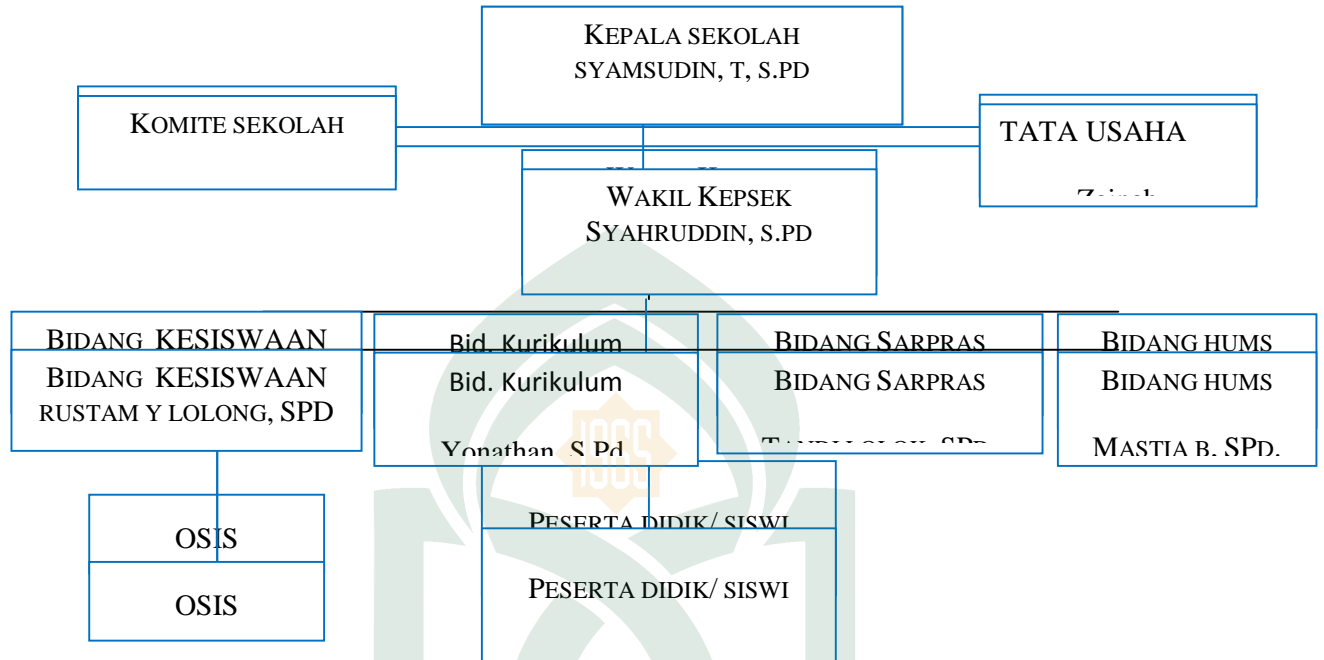 KEPALA SEKOLAH
SYAMSUDIN, T, S.PD
KOMITE SEKOLAH
TATA USAHA
WAKIL KEPSEK
SYAHRUDDIN, S.PD
BIDANG KESISWAAN
Bid. Kurikulum
BIDANG SARPRAS
BIDANG HUMS
BIDANG KESISWAAN
RUSTAM Y LOLONG, SPD
Bid. Kurikulum
Yonathan, S.Pd
BIDANG SARPRAS
BIDANG HUMS
MASTIA B, SPD.
1965
OSIS
PESERTA DIDIK/ SISWI
OSIS
PESERTA DIDIK/ SISWI